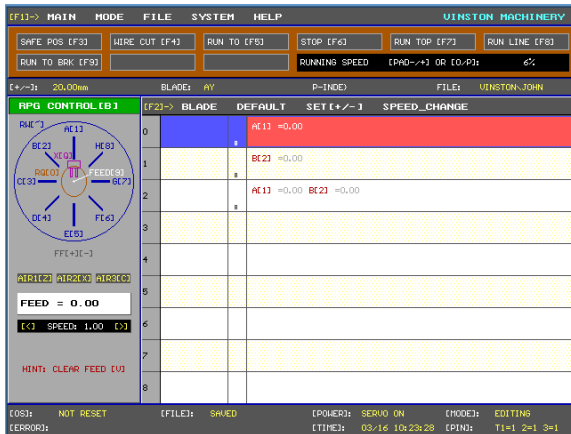 [F1]-> MAIN MODE FILE SYSTEM HELP VINSTON MACHINERY
SAFE POS [F3] WIRE CUT [F4] RUN TO [F5] STOP [F6] RUN TOP [F7] RUN LINE [F8]
RUN TO BRK [F9] RUNNING SPEED [PAD-/+] OR [O/P]: 6%
[+/-]: 20.00mm BLADE: AY P-INDEX) FILE: VINSTON\JOHN
RPG CONTROL[B] [F2]-> BLADE DEFAULT SET[+/-] SPEED_CHANGE
RW[~] A[1]
B[2] H[8]
XE[Q]
RQ[O] FEED[9]
C[3] G[7]
D[4] F[6]
E[5]
FF[+][-]
AIR1[Z] AIR2[X] AIR3[C]
FEED = 0.00
[<] SPEED: 1.00 [>]
HINT: CLEAR FEED [V]
0 A[1] =0.00
1 B[2] =0.00
2 A[1] =0.00 B[2] =0.00
3
4
5
6
7
8
[OS]: NOT RESET [FILE]: SAVED [POWER]: SERVO ON [MODE]: EDITING
[ERROR]: [TIME]: 03/16 10:23:28 [PIN]: T1=1 2=1 3=1